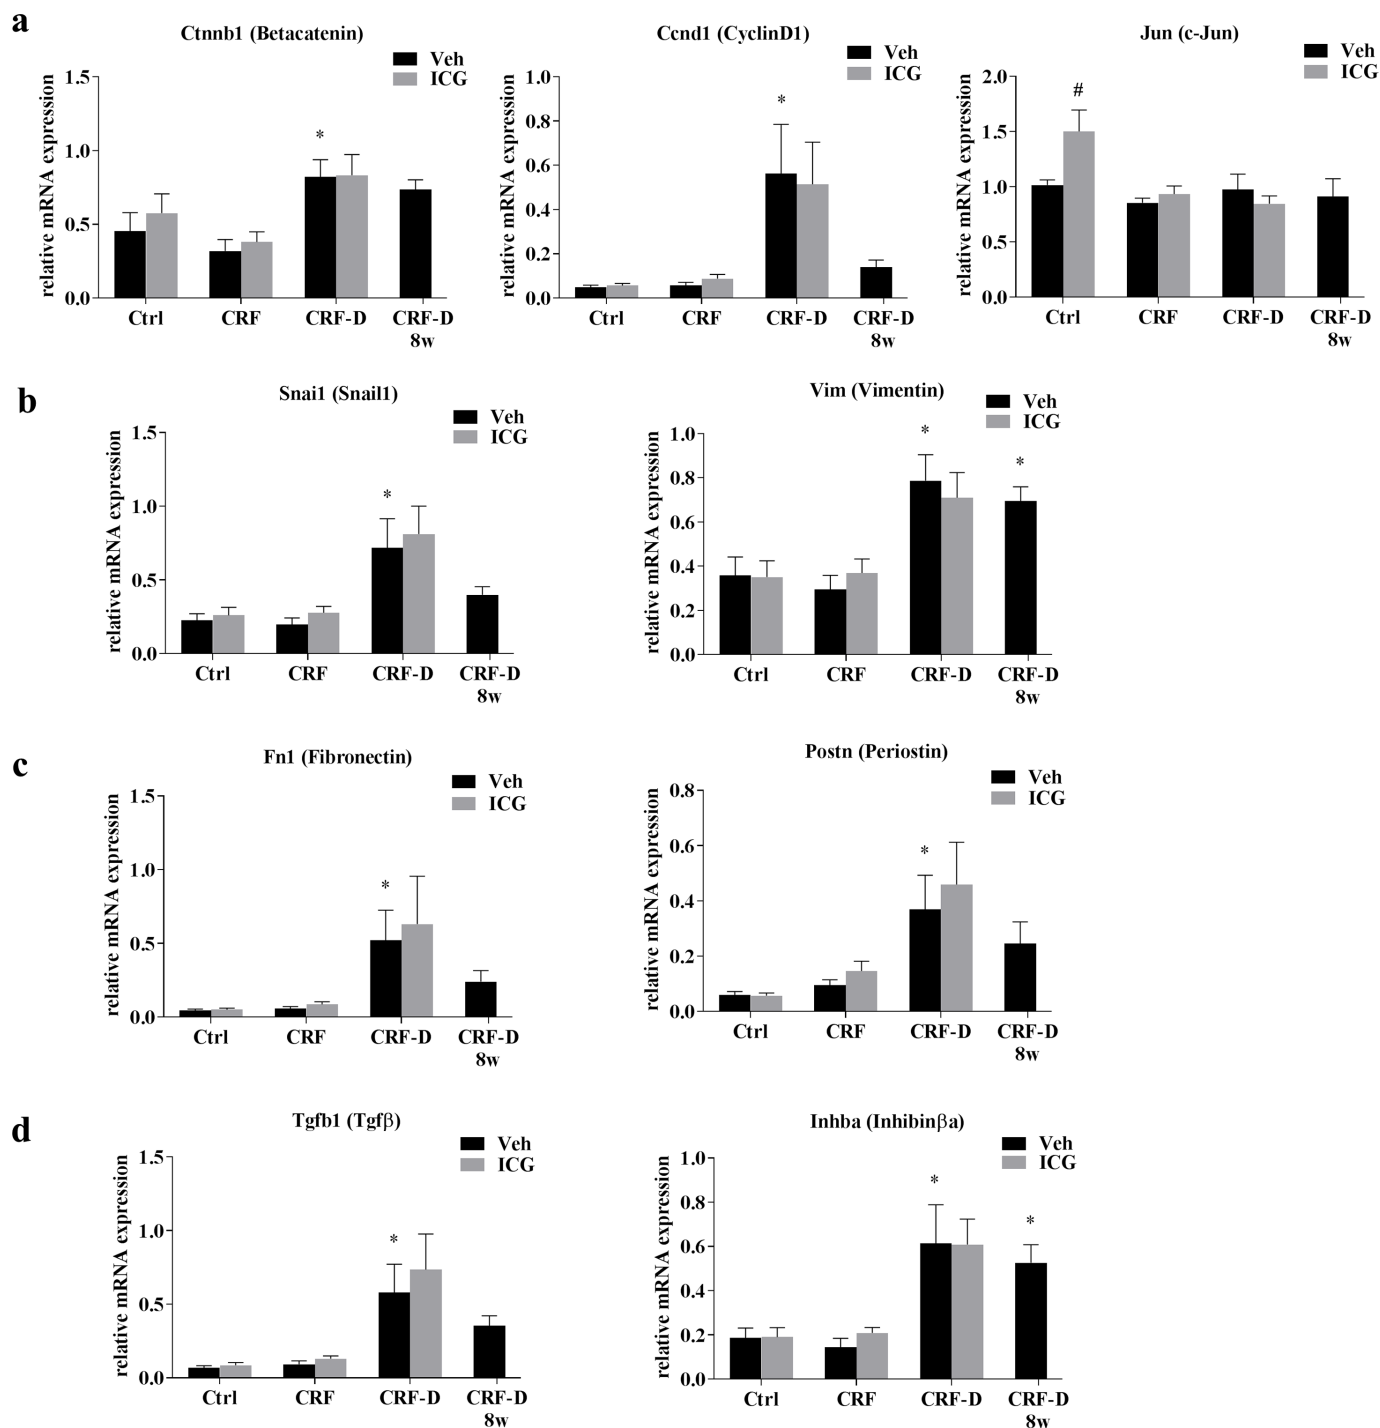 a
Ctnnb1 (Betacatenin)
Veh
ICG
relative mRNA expression
1.5
1.0
0.5
0.0
*
Ctrl
CRF
CRF-D
CRF-D
8w
Ccnd1 (CyclinD1)
Veh
ICG
relative mRNA expression
1.0
0.8
0.6
0.4
0.2
0.0
*
Ctrl
CRF
CRF-D
CRF-D
8w
Jun (c-Jun)
Veh
ICG
relative mRNA expression
2.0
1.5
1.0
0.5
0.0
#
Ctrl
CRF
CRF-D
CRF-D
8w
b
Snai1 (Snail1)
Veh
ICG
relative mRNA expression
1.5
1.0
0.5
0.0
*
Ctrl
CRF
CRF-D
CRF-D
8w
Vim (Vimentin)
Veh
ICG
relative mRNA expression
1.0
0.8
0.6
0.4
0.2
0.0
*
*
Ctrl
CRF
CRF-D
CRF-D
8w
c
Fn1 (Fibronectin)
Veh
ICG
relative mRNA expression
1.5
1.0
0.5
0.0
*
Ctrl
CRF
CRF-D
CRF-D
8w
Postn (Periostin)
Veh
ICG
relative mRNA expression
0.8
0.6
0.4
0.2
0.0
*
Ctrl
CRF
CRF-D
CRF-D
8w
d
Tgfb1 (Tgfβ)
Veh
ICG
relative mRNA expression
1.5
1.0
0.5
0.0
*
Ctrl
CRF
CRF-D
CRF-D
8w
Inhba (Inhibinβa)
Veh
ICG
relative mRNA expression
1.0
0.8
0.6
0.4
0.2
0.0
*
*
Ctrl
CRF
CRF-D
CRF-D
8w